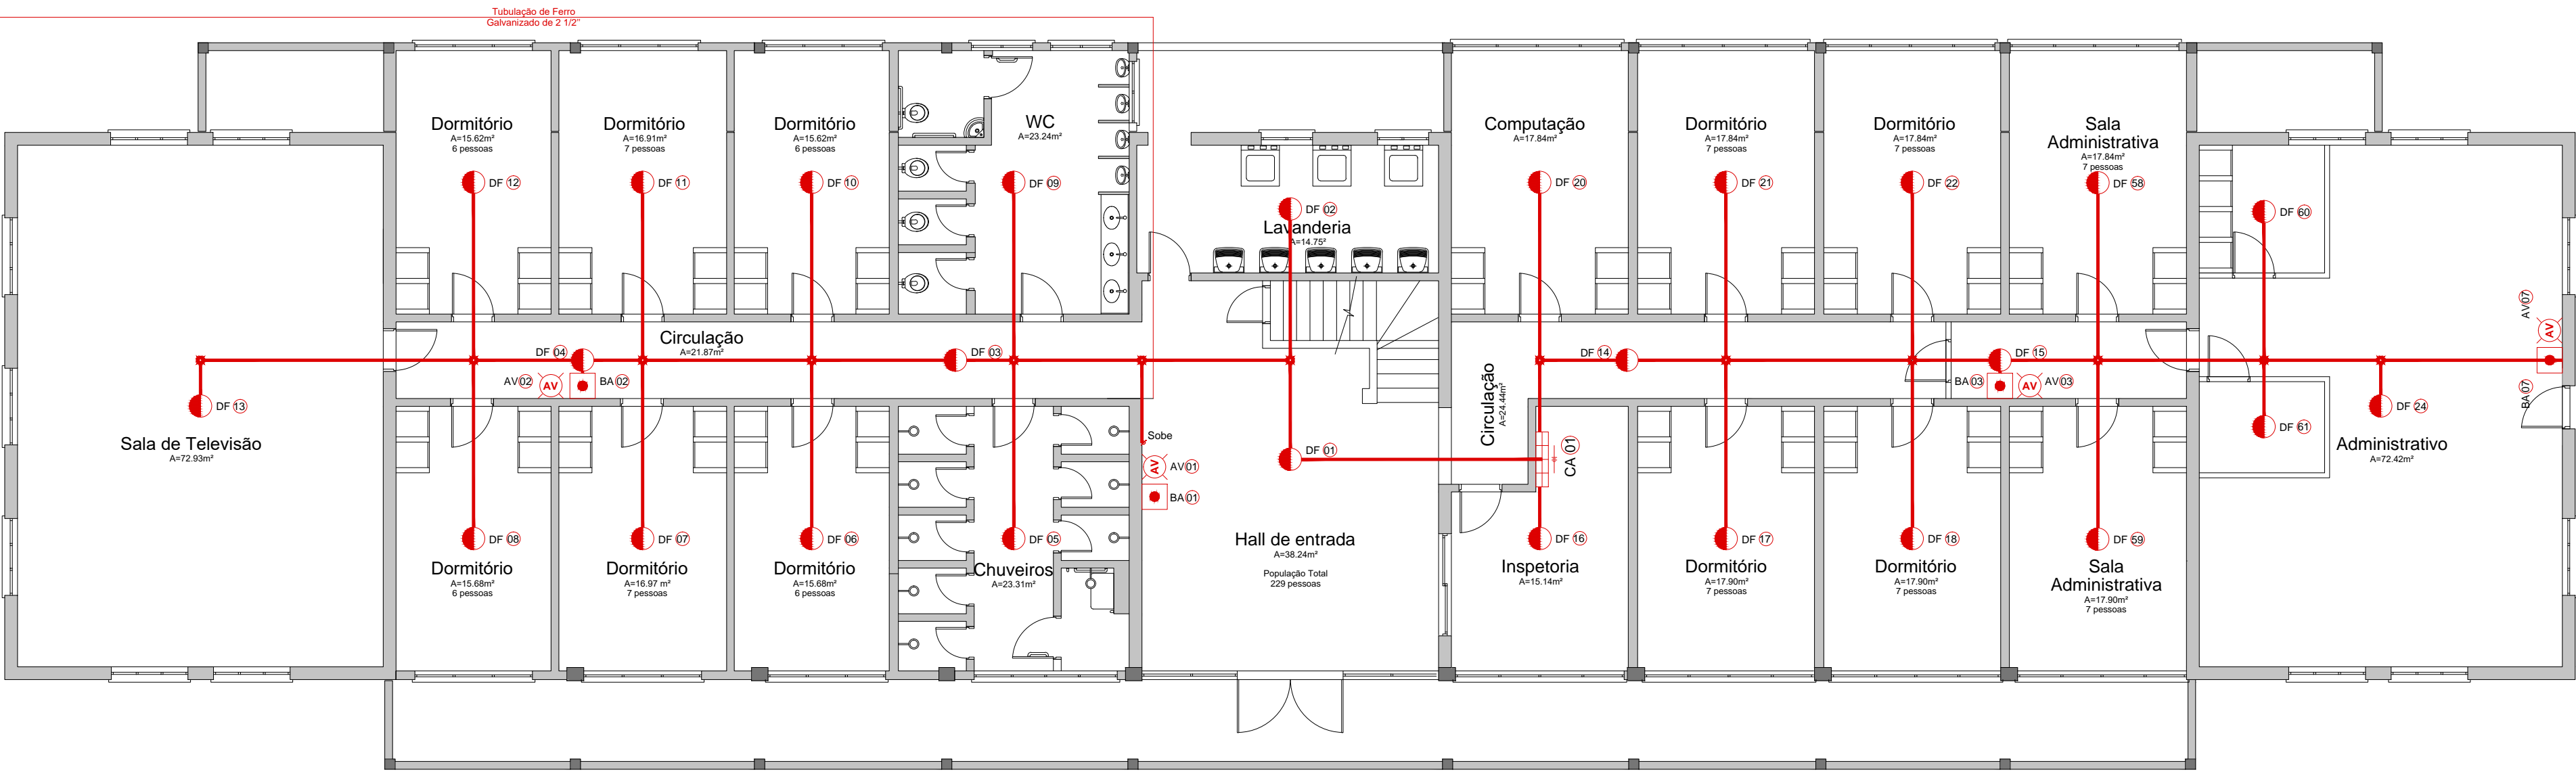 Tubulação de Ferro
Galvanizado de 2 1/2"
Dormitório
A=15.62m²
6 pessoas
DF 12
Dormitório
A=16.91m²
7 pessoas
DF 11
Dormitório
A=15.62m²
6 pessoas
DF 10
WC
A=23.24m²
DF 09
DF 02
Lavanderia
A=14.75²
Computação
A=17.84m²
DF 20
Dormitório
A=17.84m²
7 pessoas
DF 21
Dormitório
A=17.84m²
7 pessoas
DF 22
Sala
Administrativa
A=17.84m²
7 pessoas
DF 58
DF 60
AV 07
AV
BA 07
Circulação
A=21.87m²
DF 04
DF 03
AV 02
AV
BA 02
DF 14
DF 15
BA 03
AV
AV 03
Circulação
A=24.44m²
DF 13
Sala de Televisão
A=72.93m²
Sobe
AV
AV 01
BA 01
DF 01
CA 01
DF 24
DF 61
Administrativo
A=72.42m²
DF 08
Dormitório
A=15.68m²
6 pessoas
DF 07
Dormitório
A=16.97 m²
7 pessoas
DF 06
Dormitório
A=15.68m²
6 pessoas
DF 05
Chuveiros
A=23.31m²
Hall de entrada
A=38.24m²
População Total
229 pessoas
DF 16
Inspetoria
A=15.14m²
DF 17
Dormitório
A=17.90m²
7 pessoas
DF 18
Dormitório
A=17.90m²
7 pessoas
DF 59
Sala
Administrativa
A=17.90m²
7 pessoas